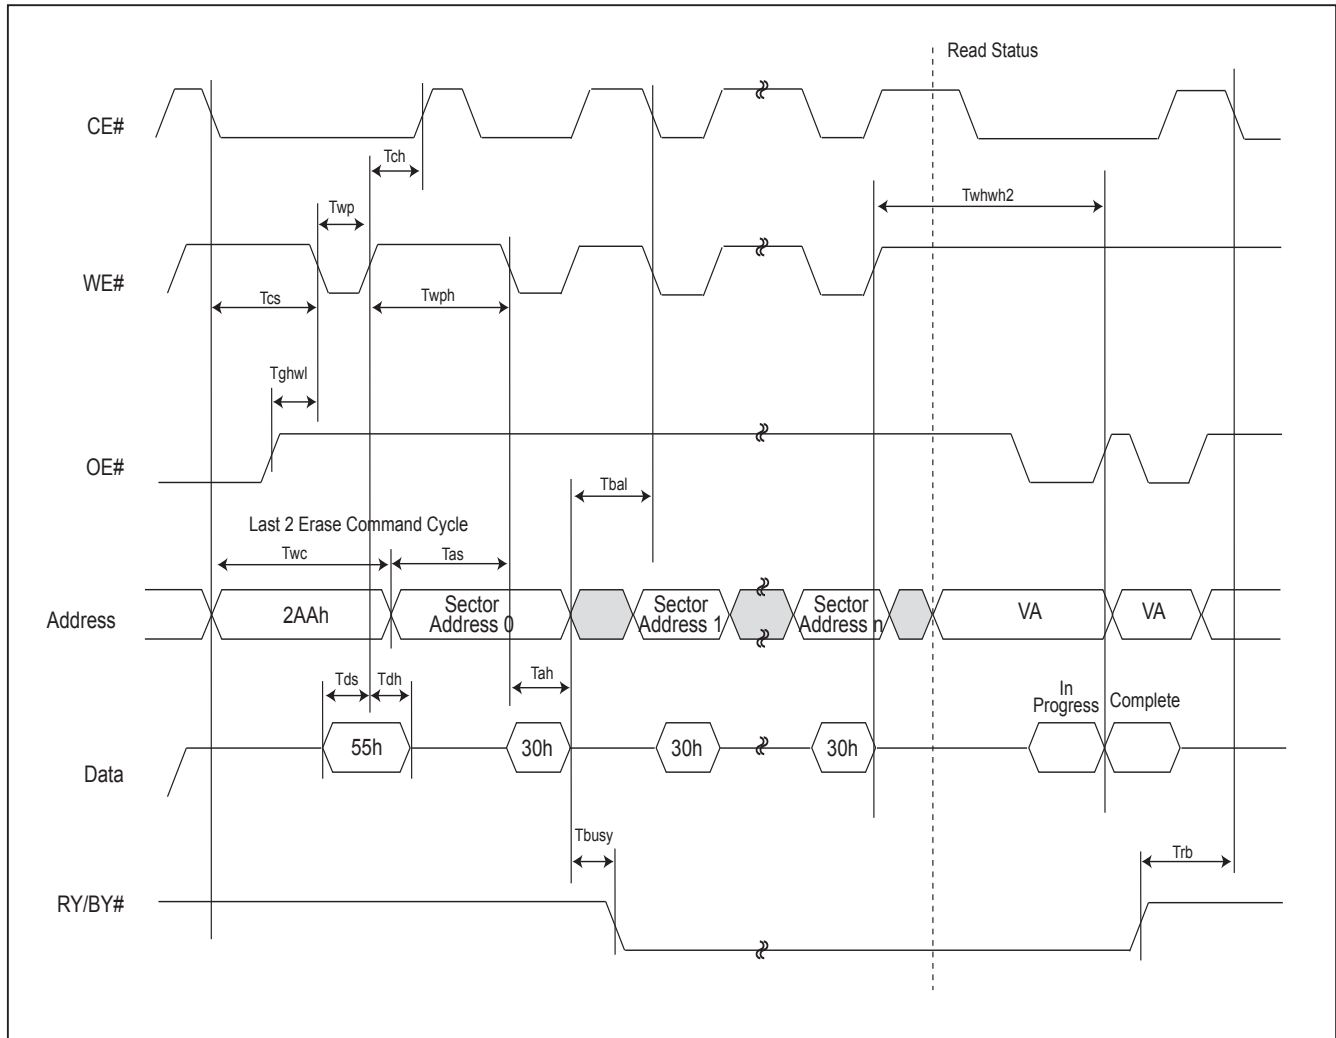 Read Status
CE#
Tch
Twhwh2
Twp
WE#
Tcs
Twph
Tghwl
OE#
Tbal
Last 2 Erase Command Cycle
Twc
Tas
Address
2AAh
Sector
Address 0
Sector
Address 1
Sector
Address n
VA
VA
Tds
Tdh
Tah
In
Progress
Complete
Data
55h
30h
30h
30h
Tbusy
Trb
RY/BY#